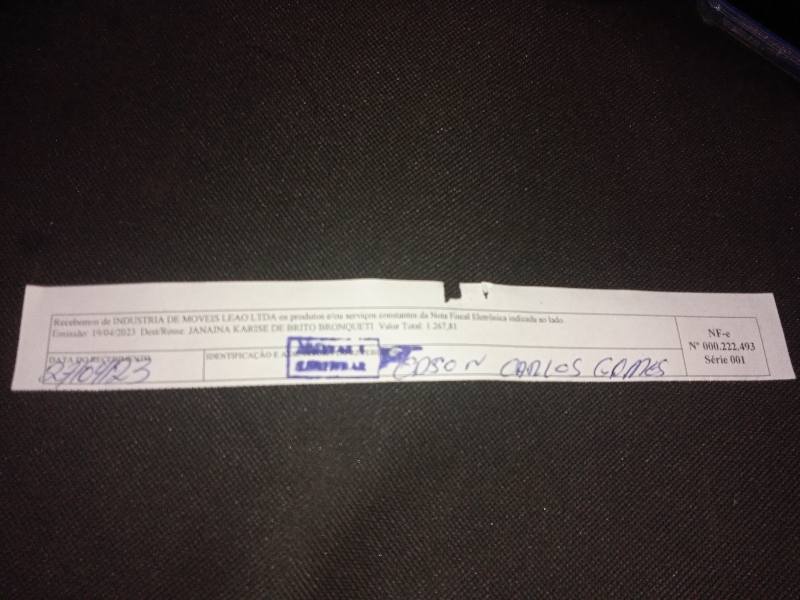 Recebemos de INDUSTRIA DE MOVEIS LEAO LTDA os produtos e/ou serviços constantes da Nota Fiscal Eletrônica indicada ao lado.
Emissão: 19/04/2023 Dest/Reme: JANAINA KARISE DE BRITO BRONQUETI Valor Total: 1.267,81
NF-e
Nº 000.222.493
Série 001
DATA DO RECEBIMENTO
27/04/23
IDENTIFICAÇÃO E
EDSON CARLOS GOMES